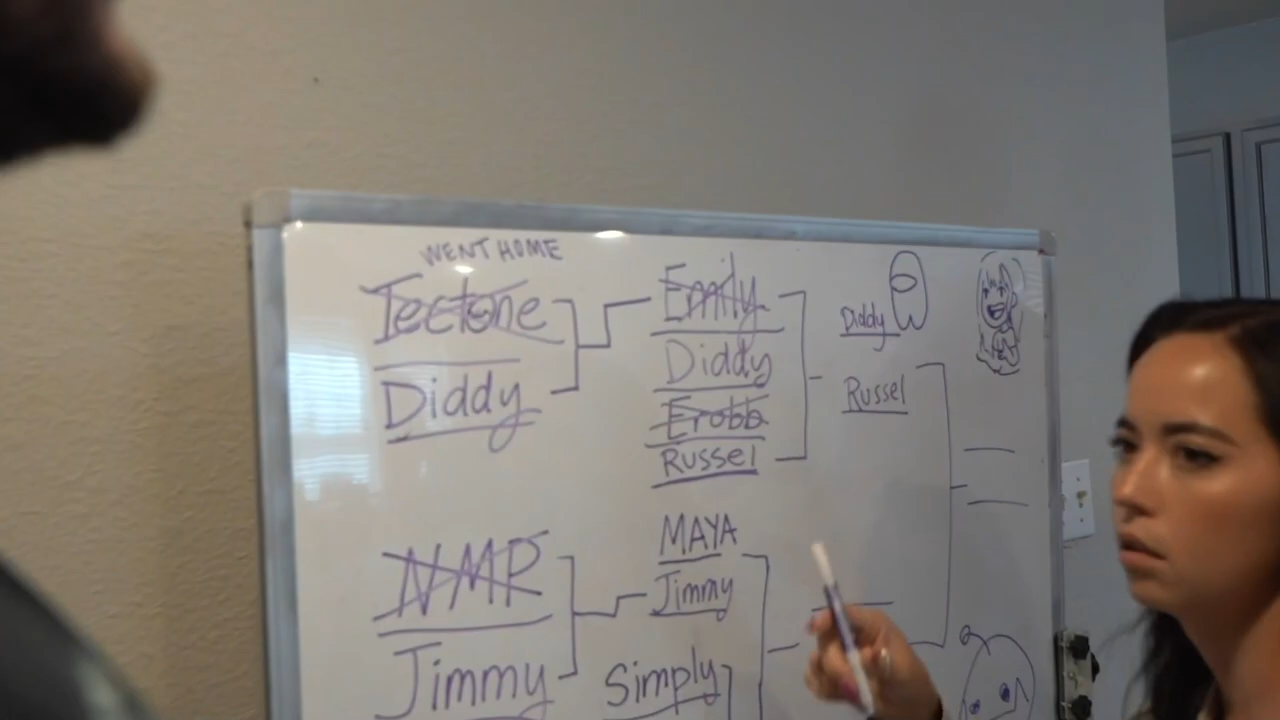 WENT HOME
Tectone
Diddy
Emily
Diddy
Erobb
Russel
Diddy
Russel
NMP
Jimmy
MAYA
Jimmy
Simply